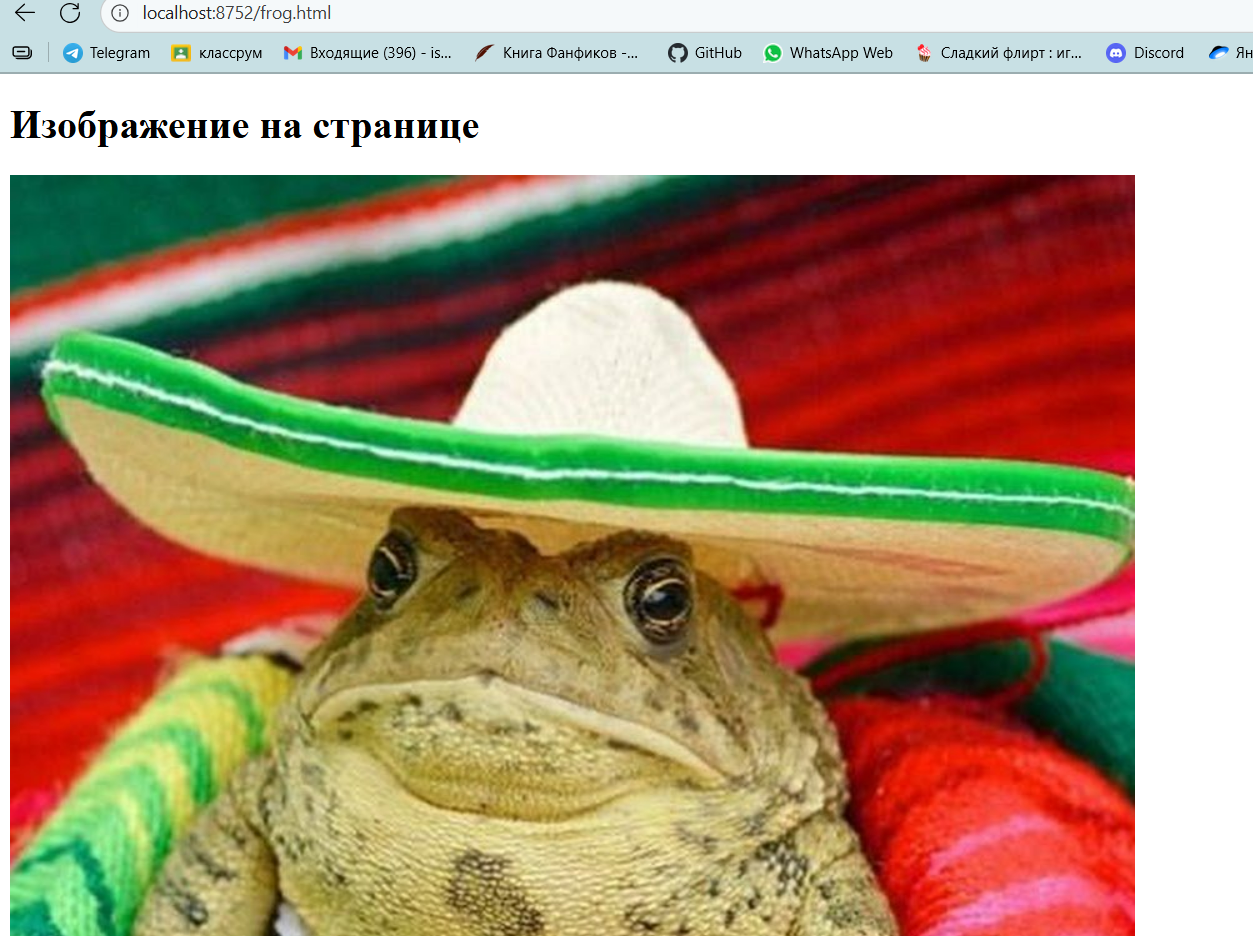 localhost:8752/frog.html
Telegram классрум Входящие (396) - is... Книга Фанфиков -... GitHub WhatsApp Web Сладкий флирт : иг... Discord Ян
Изображение на странице